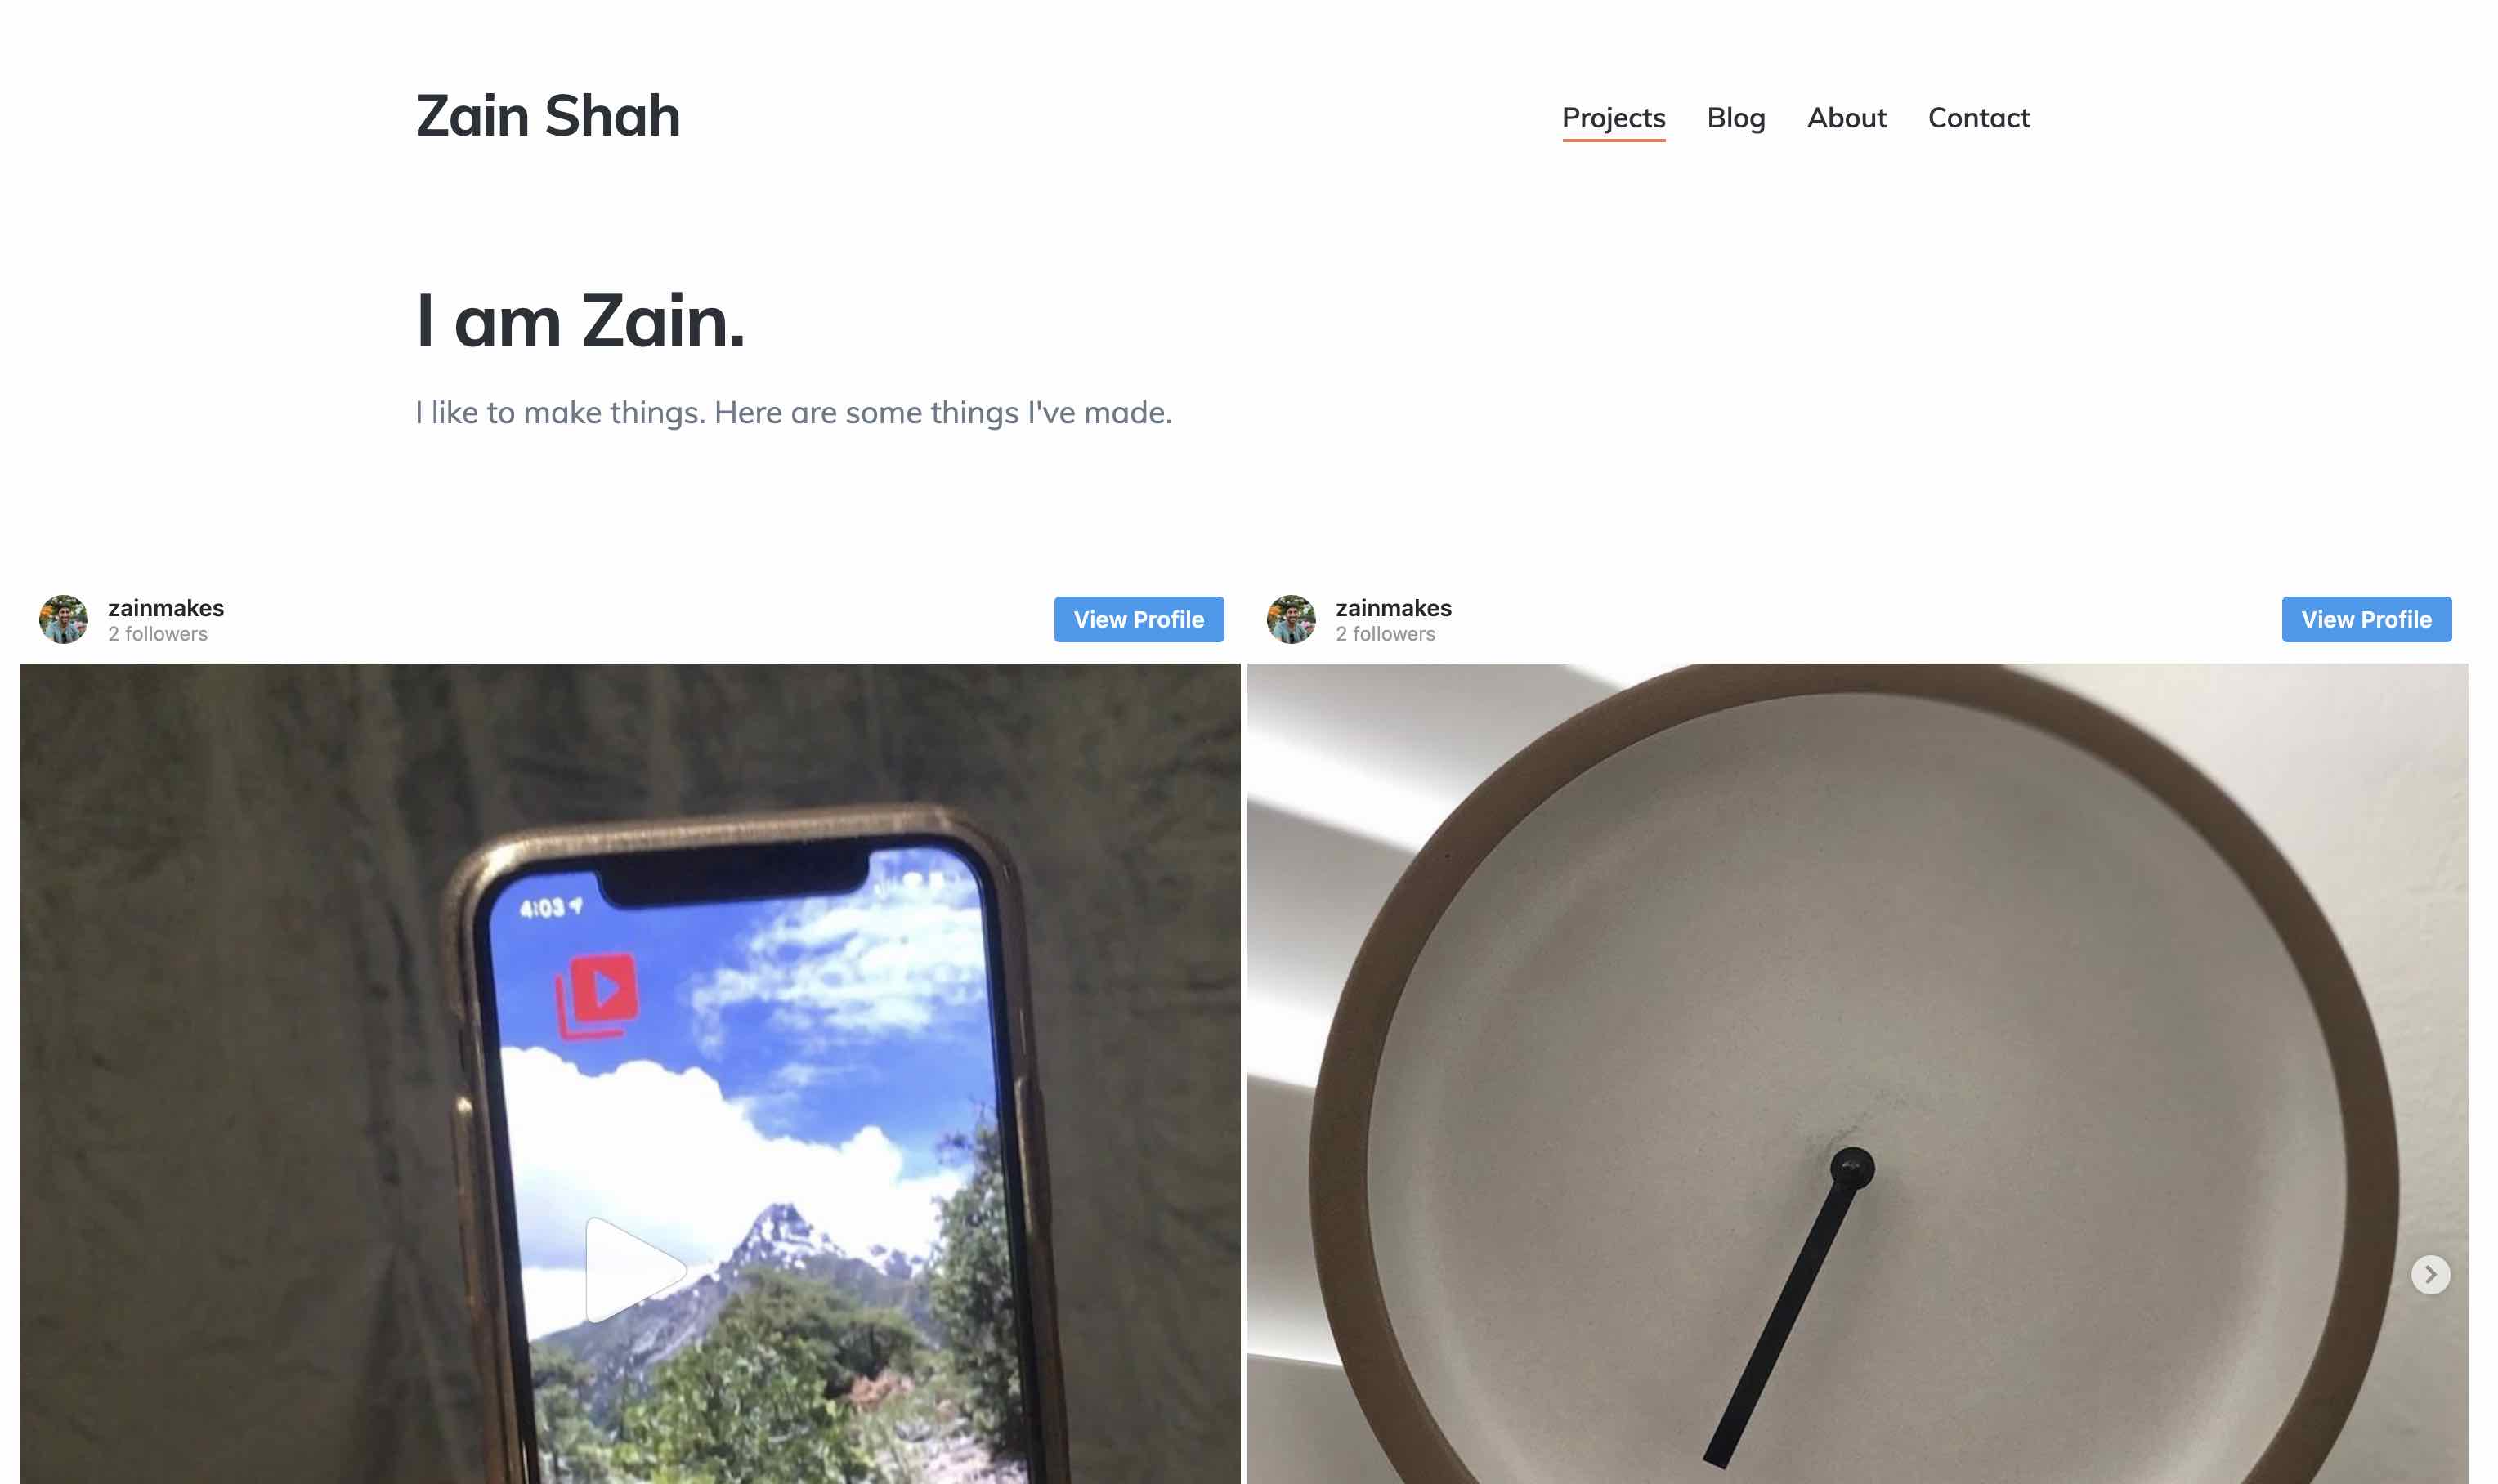 Zain Shah
Projects Blog About Contact
I am Zain.
I like to make things. Here are some things I've made.
zainmakes
2 followers
View Profile
zainmakes
2 followers
View Profile
4:03